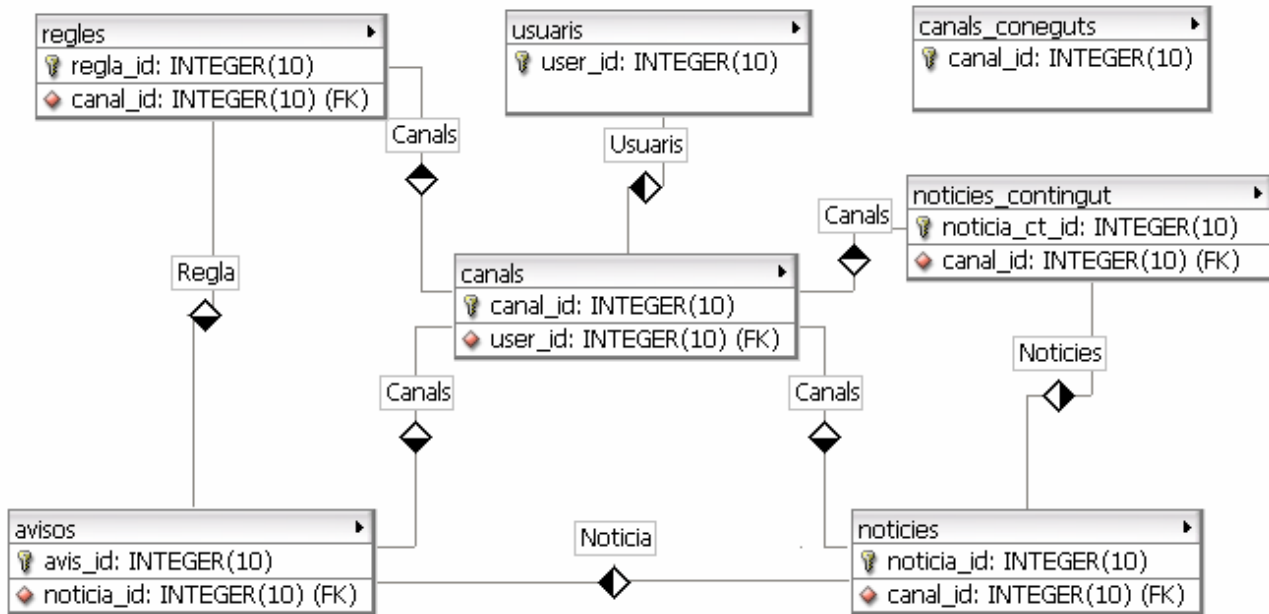 regles
regla_id: INTEGER(10)
canal_id: INTEGER(10) (FK)
usuaris
user_id: INTEGER(10)
canals_coneguts
canal_id: INTEGER(10)
Canals
Usuaris
noticies_contingut
noticia_ct_id: INTEGER(10)
canal_id: INTEGER(10) (FK)
Canals
Regla
canals
canal_id: INTEGER(10)
user_id: INTEGER(10) (FK)
Noticies
Canals
Canals
avisos
avis_id: INTEGER(10)
noticia_id: INTEGER(10) (FK)
Noticia
noticies
noticia_id: INTEGER(10)
canal_id: INTEGER(10) (FK)